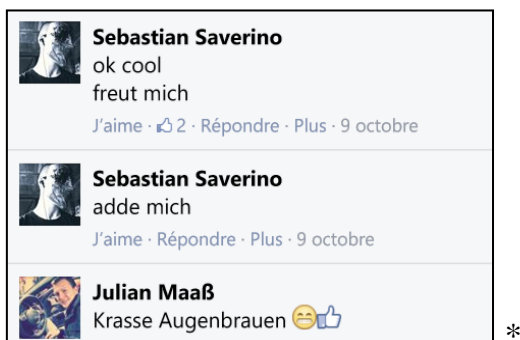 Sebastian Saverino
ok cool
freut mich
J'aime · 2 · Répondre · Plus · 9 octobre
Sebastian Saverino
adde mich
J'aime · Répondre · Plus · 9 octobre
Julian Maaß
Krasse Augenbrauen 😁👍
*